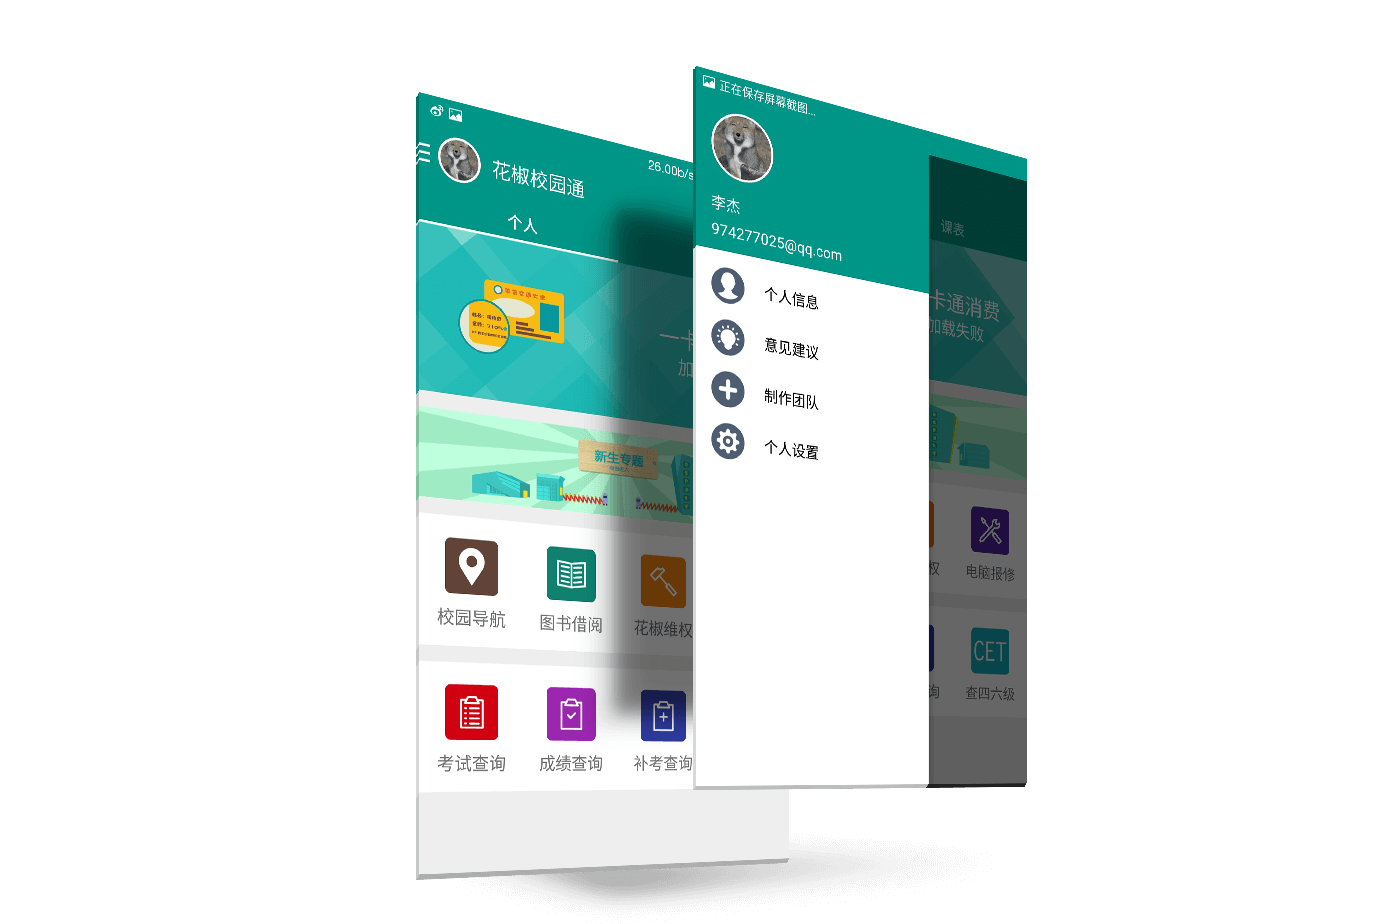 26.00b/s
花椒校园通
个人
一卡
加
新生专题
校园导航
图书借阅
花椒维权
考试查询
成绩查询
补考查询
正在保存屏幕截图...
李杰
974277025@qq.com
个人信息
意见建议
制作团队
个人设置
课表
卡通消费
加载失败
权
电脑报修
询
CET
查四六级